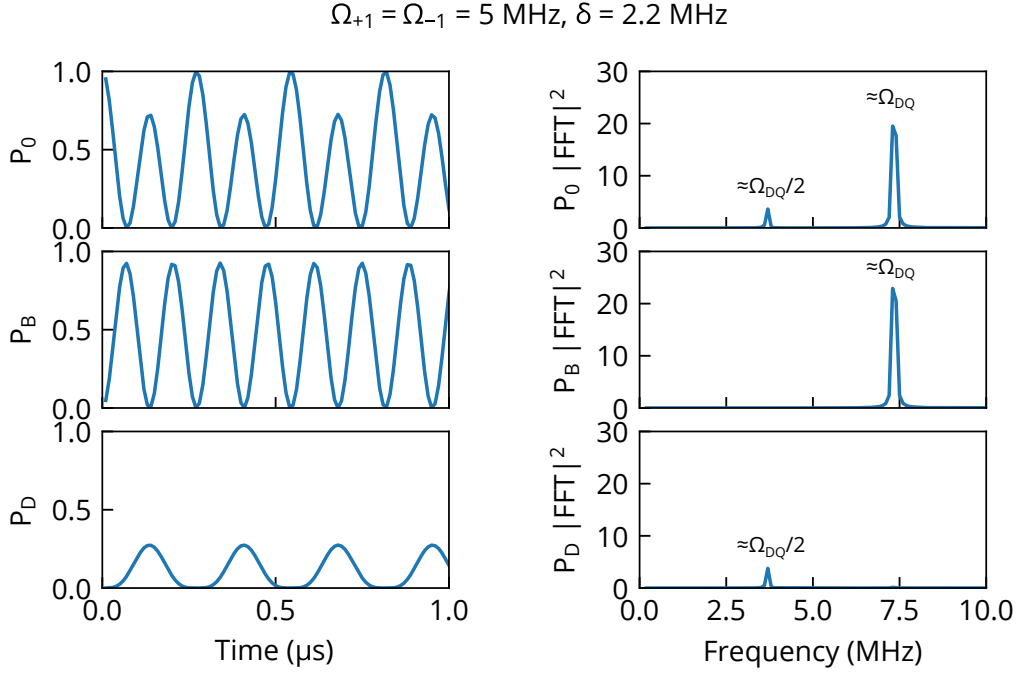 Ω₊₁ = Ω₋₁ = 5 MHz, δ = 2.2 MHz
1.0
0.5
0.0
P₀
30
20
10
0
P₀ |FFT|²
≈Ω_DQ/2
≈Ω_DQ
1.0
0.5
0.0
P_B
30
20
10
0
P_B |FFT|²
≈Ω_DQ
1.0
0.5
0.0
P_D
0.0 0.5 1.0
Time (μs)
30
20
10
0
P_D |FFT|²
≈Ω_DQ/2
0.0 2.5 5.0 7.5 10.0
Frequency (MHz)